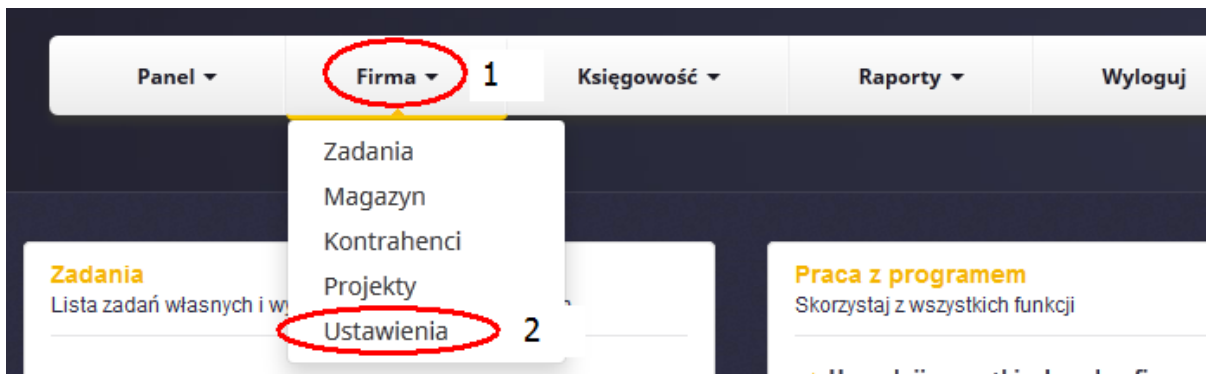 Panel Firma 1 Księgowość Raporty Wyloguj
Zadania
Magazyn
Kontrahenci
Projekty
Ustawienia 2
Zadania
Lista zadań własnych i
Praca z programem
Skorzystaj z wszystkich funkcji